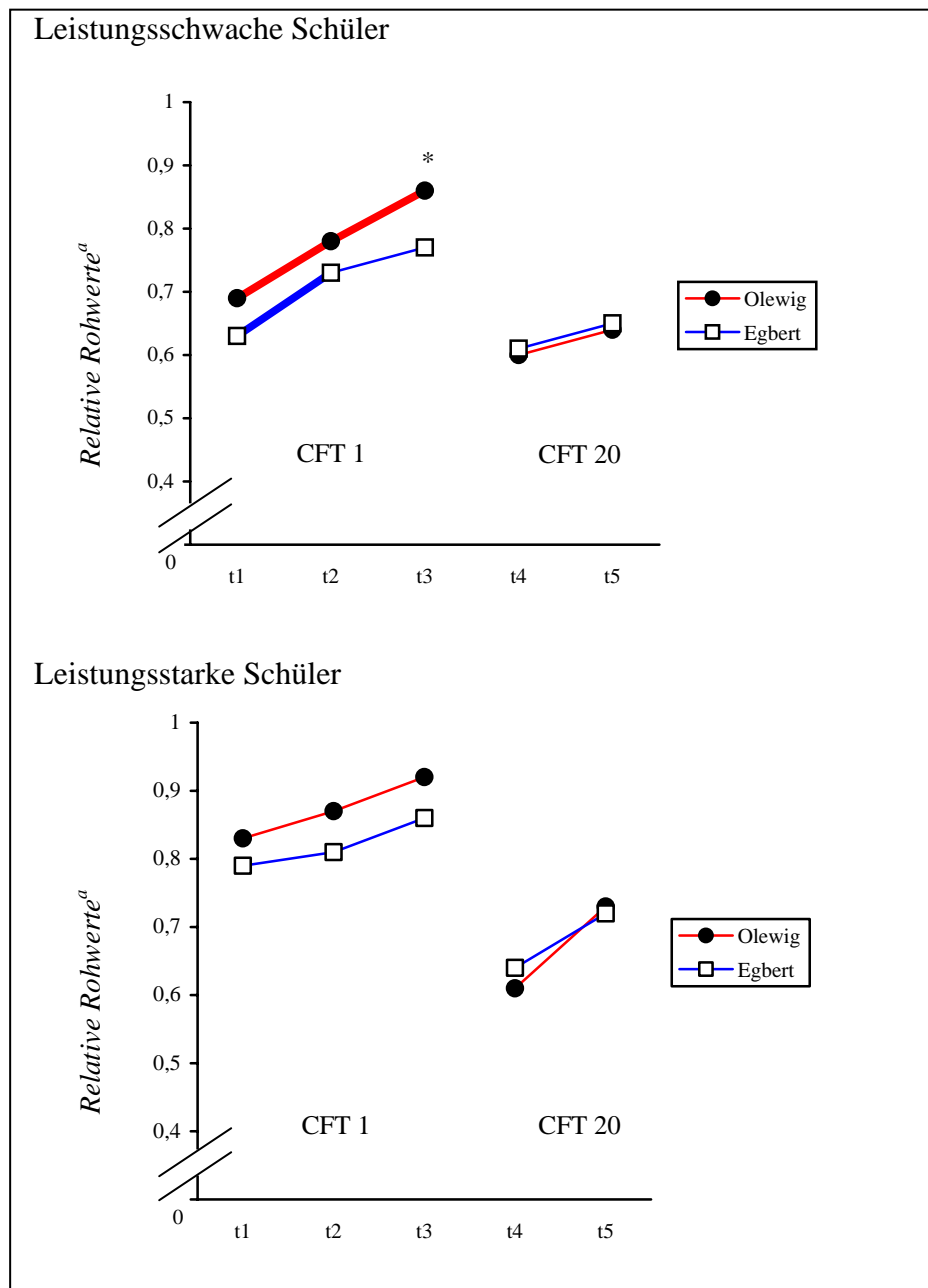 Leistungsschwache Schüler
1
*
0,9
0,8
0,7
Olewig
Egbert
0,6
0,5
Relative Rohwerteᵃ
CFT 1 CFT 20
0,4
0
t1 t2 t3 t4 t5
Leistungsstarke Schüler
1
0,9
0,8
0,7
Olewig
Egbert
0,6
0,5
Relative Rohwerteᵃ
CFT 1 CFT 20
0,4
0
t1 t2 t3 t4 t5